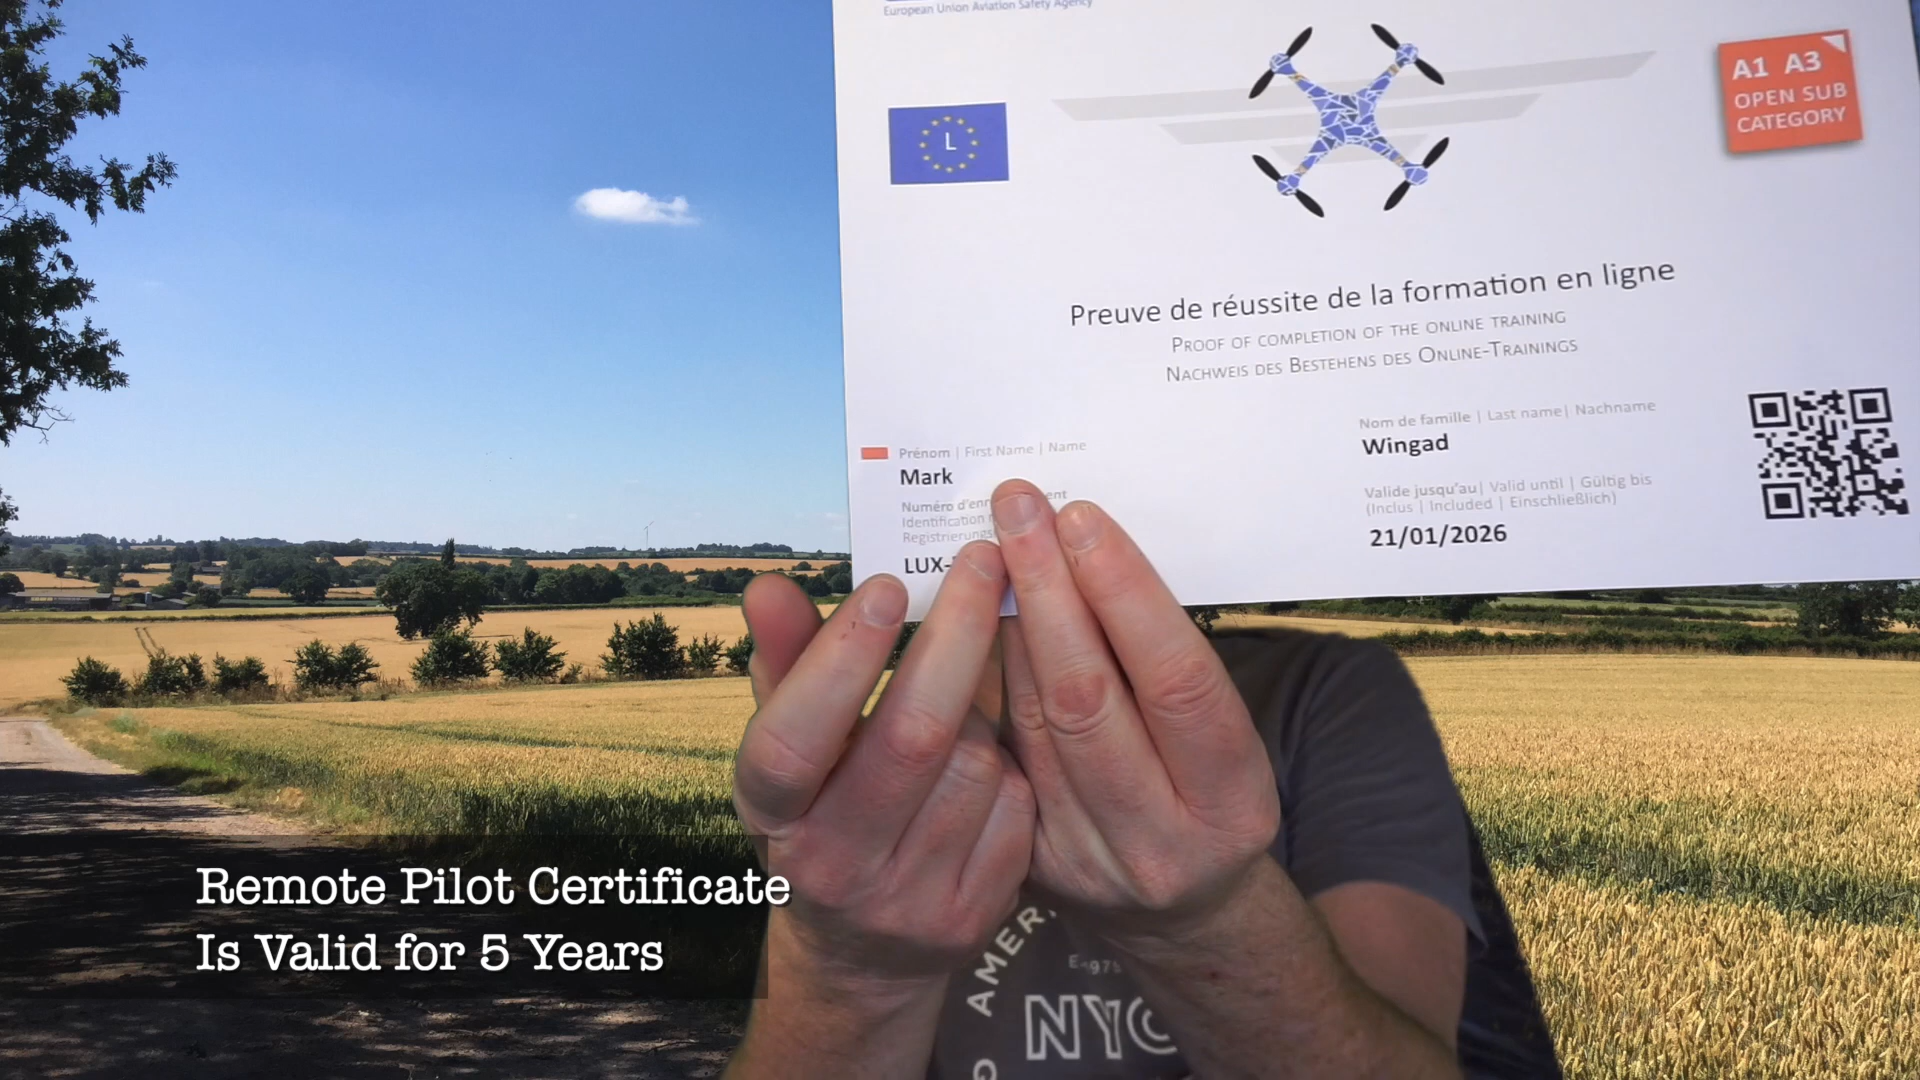 European Union Aviation Safety Agency
L
A1 A3
OPEN SUB
CATEGORY
Preuve de réussite de la formation en ligne
PROOF OF COMPLETION OF THE ONLINE TRAINING
NACHWEIS DES BESTEHENS DES ONLINE-TRAININGS
Prénom | First Name | Name
Mark
Nom de famille | Last name| Nachname
Wingad
Numéro
Identification
LUX-
Valide jusqu'au| Valid until | Gültig bis
(Inclus | Included | Einschließlich)
21/01/2026
Remote Pilot Certificate
Is Valid for 5 Years
NYC